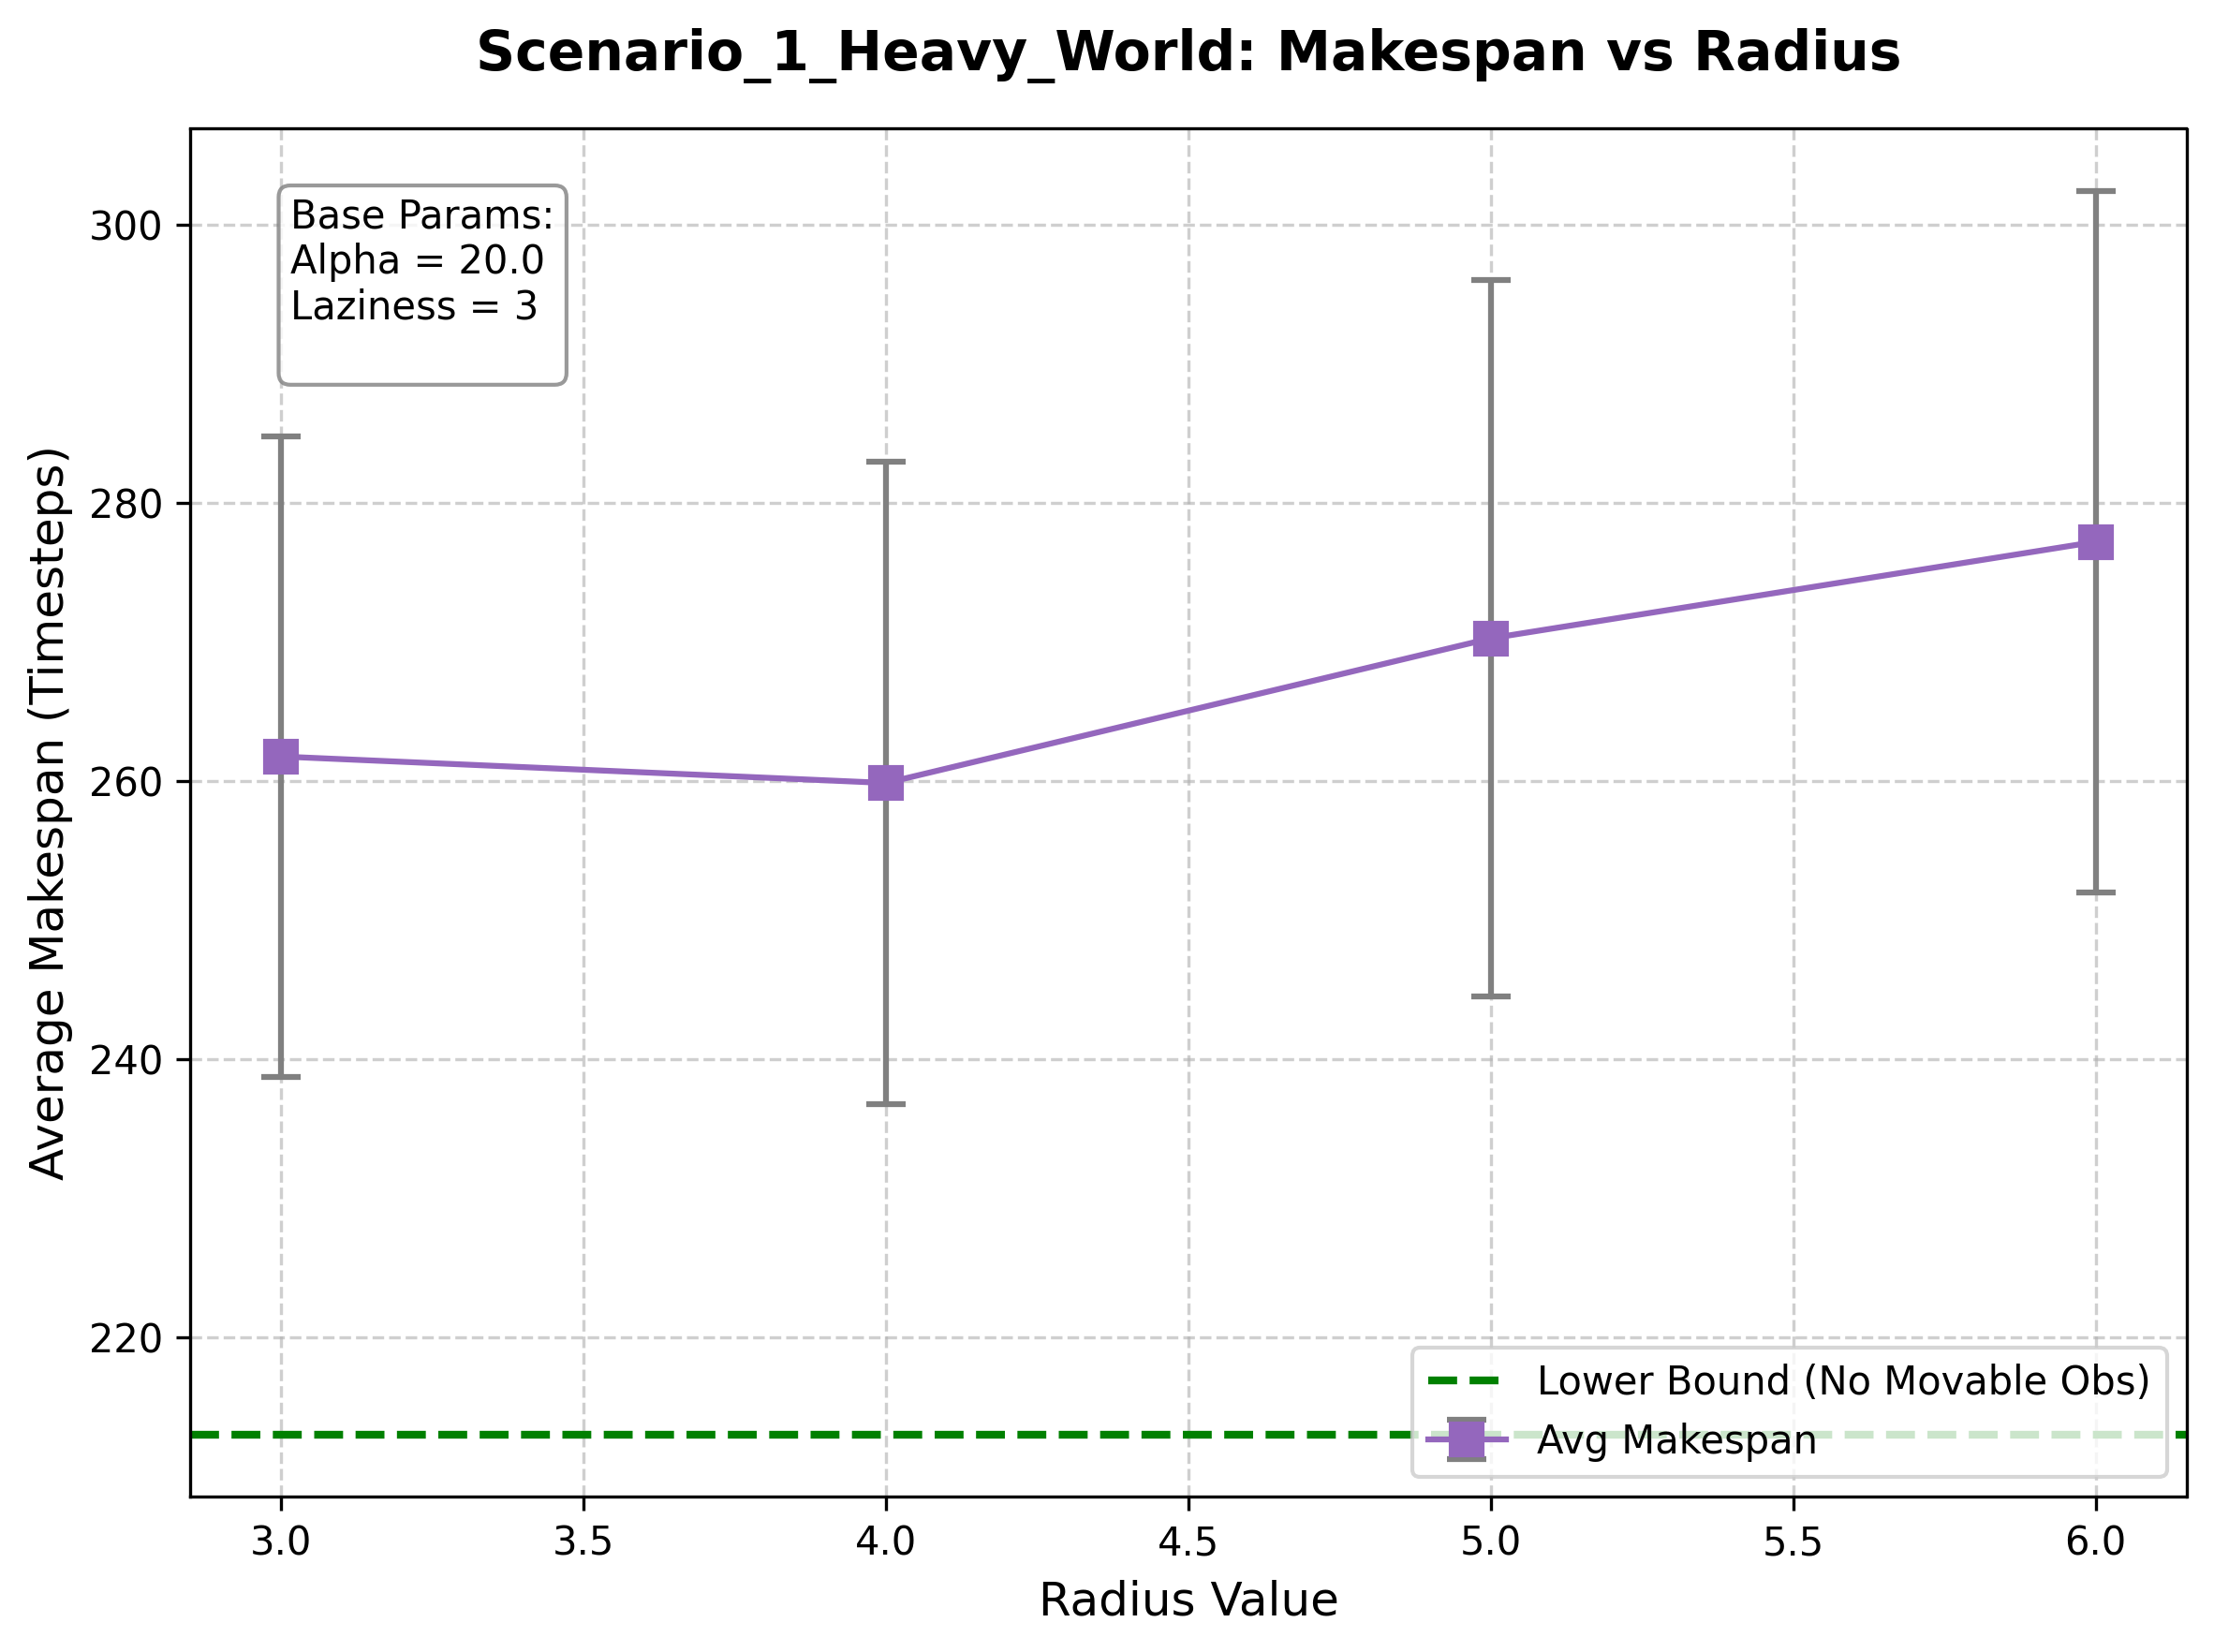 Scenario_1_Heavy_World: Makespan vs Radius
Base Params:
Alpha = 20.0
Laziness = 3
Average Makespan (Timesteps)
300
280
260
240
220
Lower Bound (No Movable Obs)
Avg Makespan
3.0 3.5 4.0 4.5 5.0 5.5 6.0
Radius Value